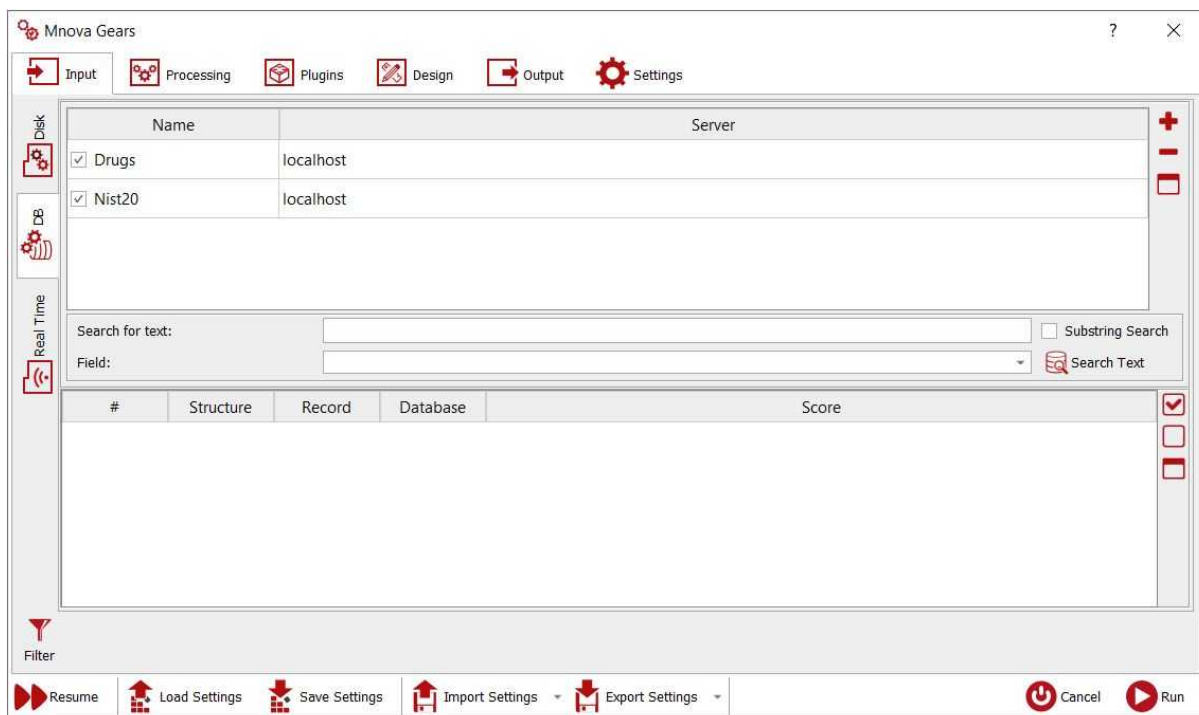 Mnova Gears ?
Input Processing Plugins Design Output Settings
Disk
DB
Real Time
Name Server
Drugs localhost
Nist20 localhost
Search for text: Substring Search
Field: Search Text
# Structure Record Database Score
Filter
Resume Load Settings Save Settings Import Settings Export Settings Cancel Run